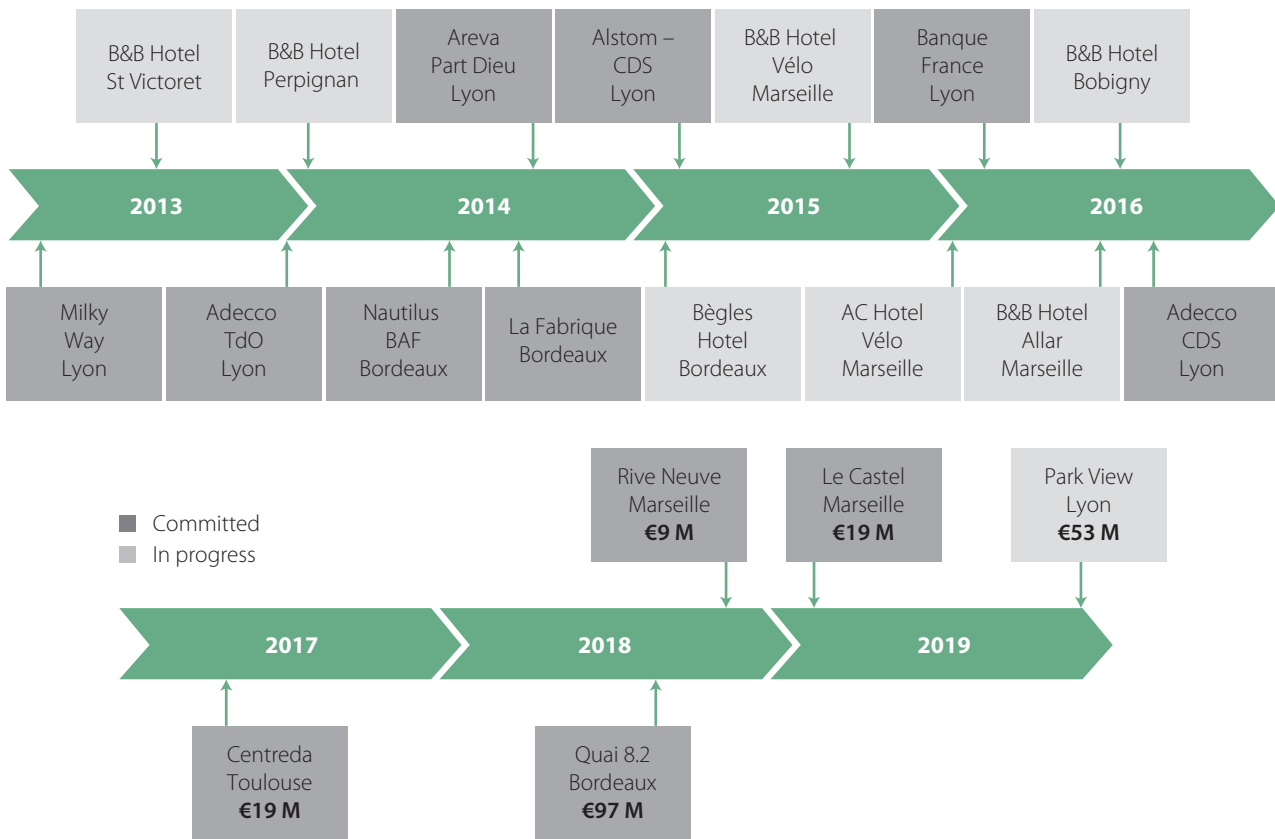 B&B Hotel
St Victoret
B&B Hotel
Perpignan
Areva
Part Dieu
Lyon
Alstom –
CDS
Lyon
B&B Hotel
Vélo
Marseille
Banque
France
Lyon
B&B Hotel
Bobigny
2013
2014
2015
2016
Milky
Way
Lyon
Adecco
TdO
Lyon
Nautilus
BAF
Bordeaux
La Fabrique
Bordeaux
Bègles
Hotel
Bordeaux
AC Hotel
Vélo
Marseille
B&B Hotel
Allar
Marseille
Adecco
CDS
Lyon
Committed
In progress
Rive Neuve
Marseille
€9 M
Le Castel
Marseille
€19 M
Park View
Lyon
€53 M
2017
2018
2019
Centreda
Toulouse
€19 M
Quai 8.2
Bordeaux
€97 M